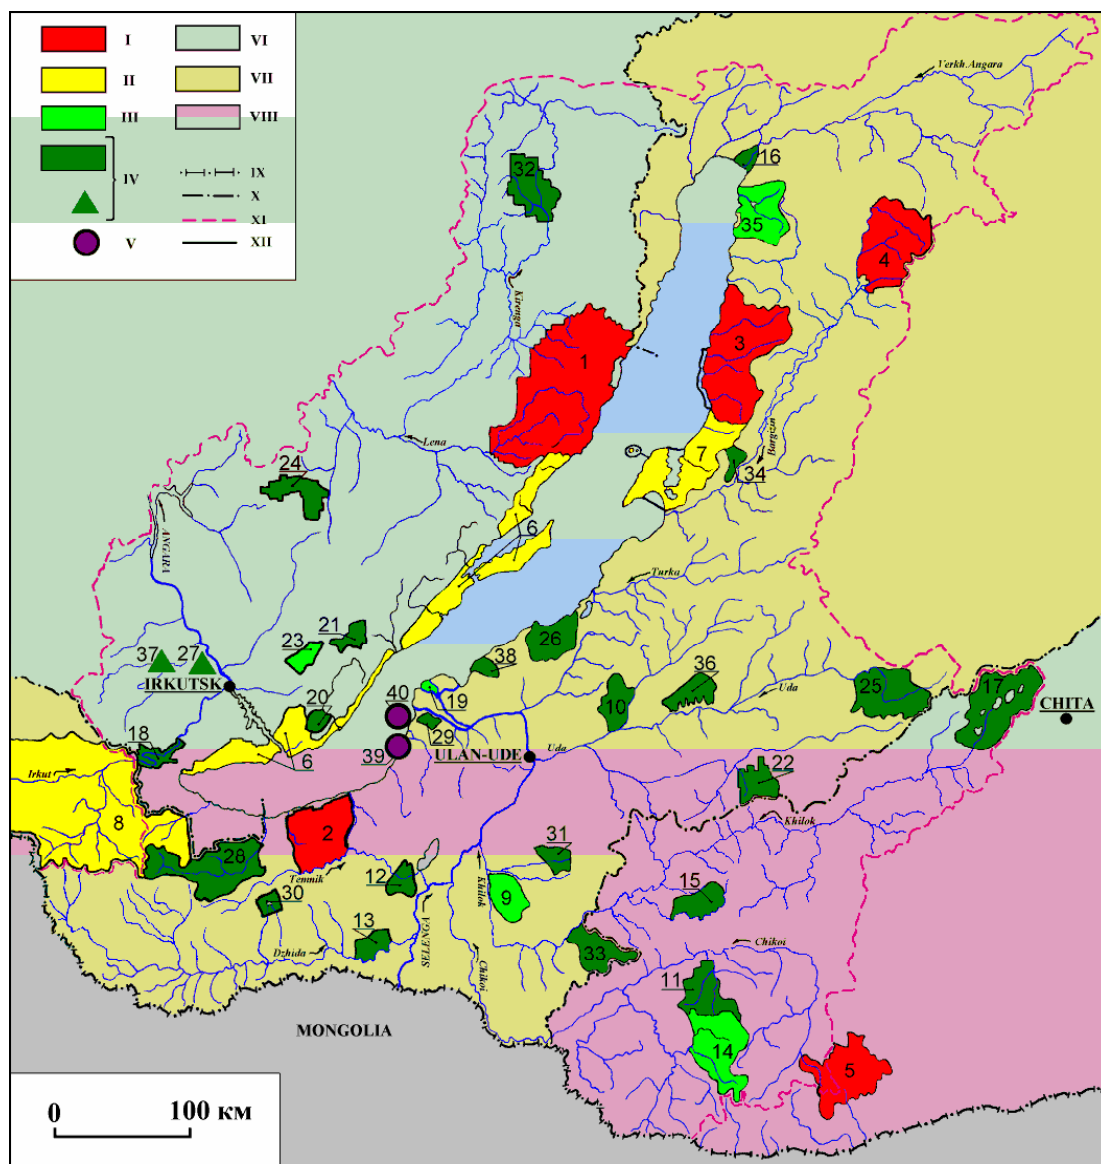 I
II
III
IV
V
VI
VII
VIII
IX
X
XI
XII
Verkh.Angara
32
16
35
4
Kirenga
1
3
Bargizin
Lena
7
34
24
6
ANGARA
Turka
21
23
26
37
27
38
36
IRKUTSK
20
40
19
10
Uda
25
17
CHITA
18
29
39
ULAN-UDE
Uda
6
Irkut
22
8
2
Khilok
28
31
Temnik
12
Khilok
9
15
30
13
SELENGA
Dzhida
Chikoi
33
Chikoi
11
MONGOLIA
14
5
0
100 км